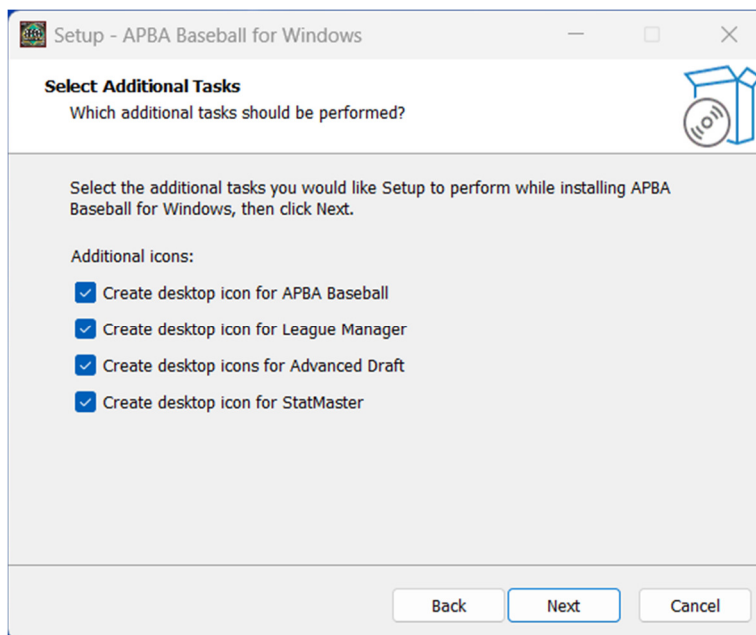 Setup - APBA Baseball for Windows
Select Additional Tasks
Which additional tasks should be performed?
Select the additional tasks you would like Setup to perform while installing APBA
Baseball for Windows, then click Next.
Additional icons:
Create desktop icon for APBA Baseball
Create desktop icon for League Manager
Create desktop icons for Advanced Draft
Create desktop icon for StatMaster
Back
Next
Cancel